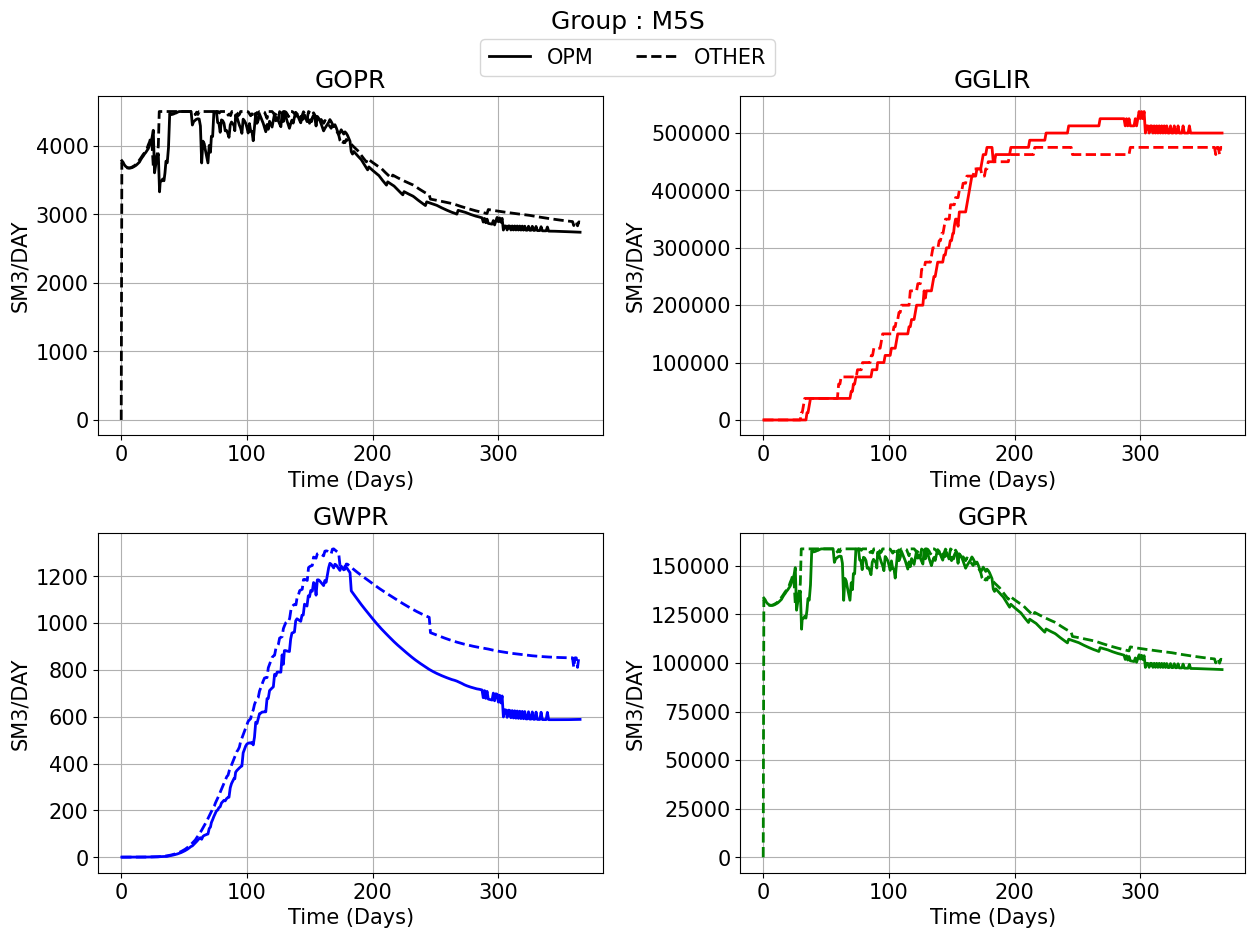 Group : M5S
OPM OTHER
GOPR
SM3/DAY
4000
3000
2000
1000
0
0 100 200 300
Time (Days)
GGLIR
SM3/DAY
500000
400000
300000
200000
100000
0
0 100 200 300
Time (Days)
GWPR
SM3/DAY
1200
1000
800
600
400
200
0
0 100 200 300
Time (Days)
GGPR
SM3/DAY
150000
125000
100000
75000
50000
25000
0
0 100 200 300
Time (Days)